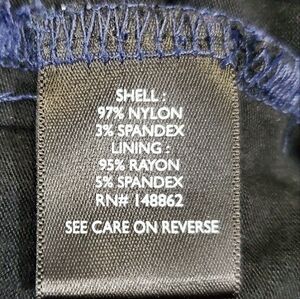 SHELL :
97% NYLON
3% SPANDEX
LINING :
95% RAYON
5% SPANDEX
RN# 148862
SEE CARE ON REVERSE